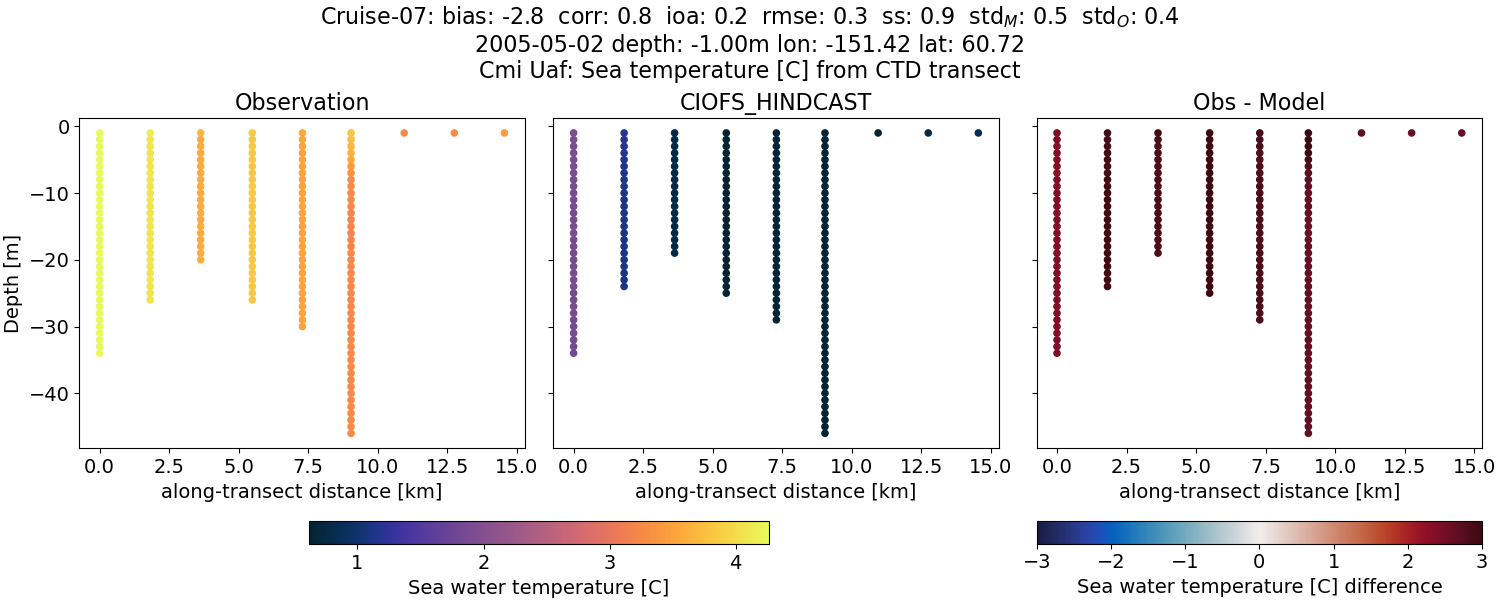 Cruise-07: bias: -2.8 corr: 0.8 ioa: 0.2 rmse: 0.3 ss: 0.9 std_M: 0.5 std_O: 0.4
2005-05-02 depth: -1.00m lon: -151.42 lat: 60.72
Cmi Uaf: Sea temperature [C] from CTD transect
Observation
CIOFS_HINDCAST
Obs - Model
Depth [m]
0
−10
−20
−30
−40
0.0 2.5 5.0 7.5 10.0 12.5 15.0
along-transect distance [km]
0.0 2.5 5.0 7.5 10.0 12.5 15.0
along-transect distance [km]
0.0 2.5 5.0 7.5 10.0 12.5 15.0
along-transect distance [km]
1 2 3 4
Sea water temperature [C]
−3 −2 −1 0 1 2 3
Sea water temperature [C] difference